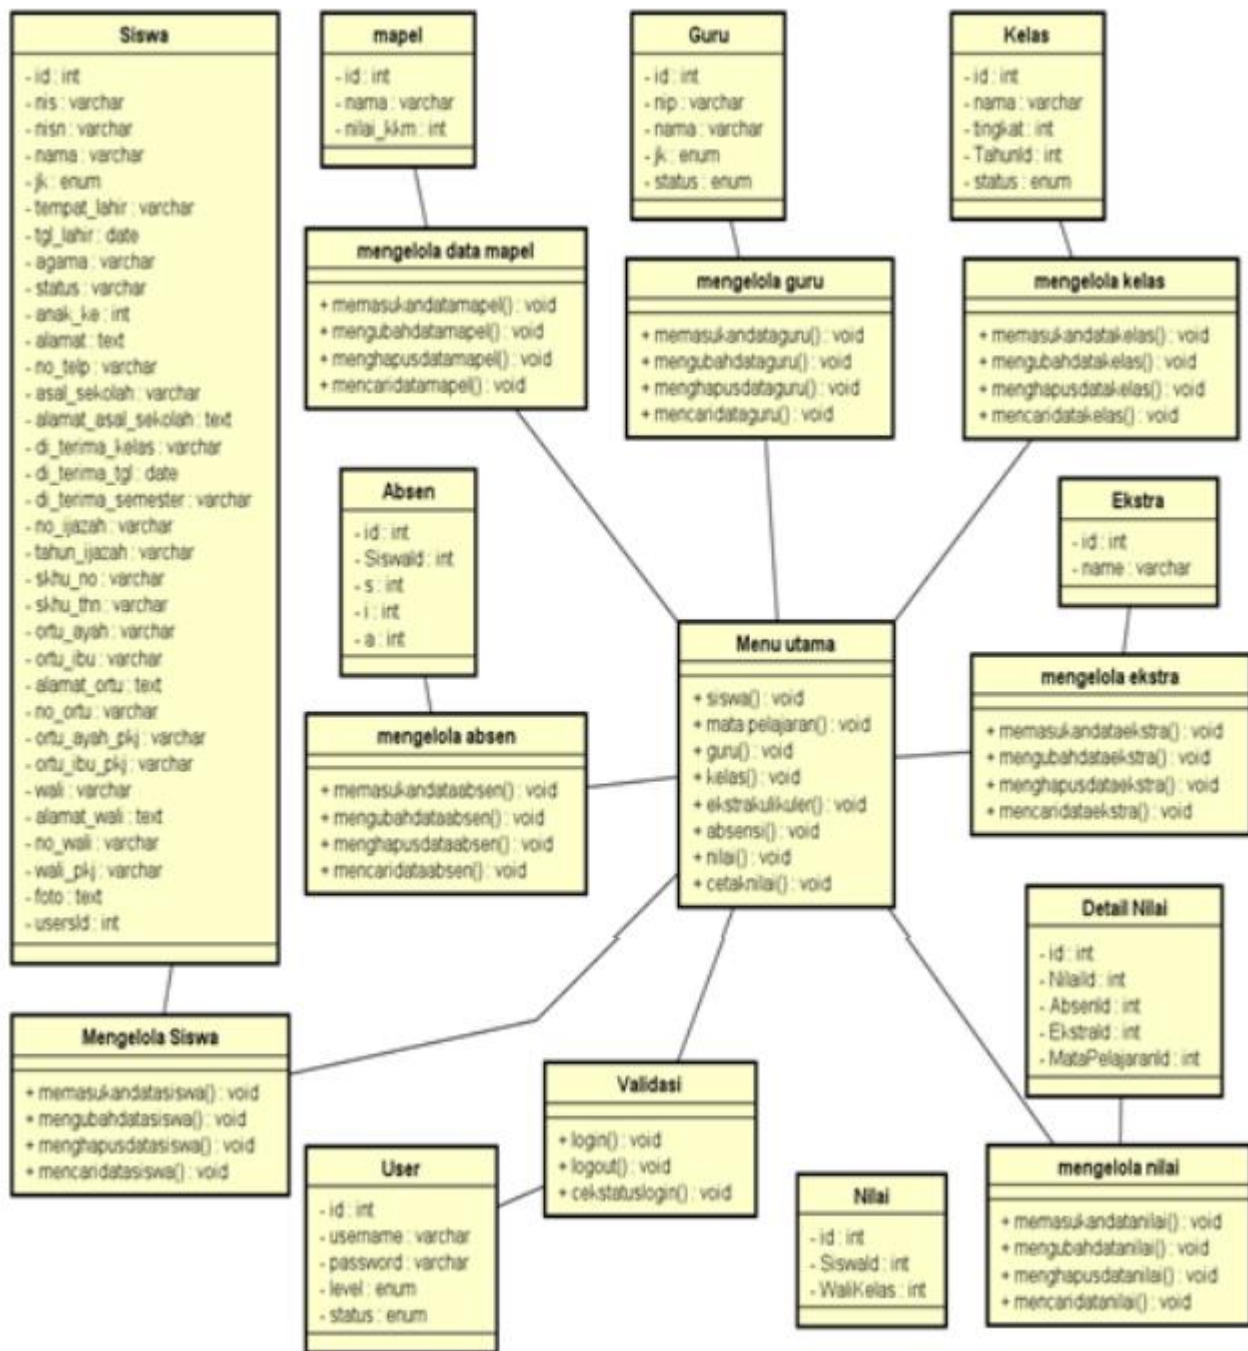 Siswa
- id : int
- nis : varchar
- nisn : varchar
- nama : varchar
- jk : enum
- tempat_lahir : varchar
- tgl_lahir : date
- agama : varchar
- status : varchar
- anak_ke : int
- alamat : text
- no_telp : varchar
- asal_sekolah : varchar
- alamat_asal_sekolah : text
- di_terima_kelas : varchar
- di_terima_tgl : date
- di_terima_semester : varchar
- no_ijazah : varchar
- tahun_ijazah : varchar
- skhu_no : varchar
- skhu_thn : varchar
- ortu_ayah : varchar
- ortu_ibu : varchar
- alamat_ortu : text
- no_ortu : varchar
- ortu_ayah_pkj : varchar
- ortu_ibu_pkj : varchar
- wali : varchar
- alamat_wali : text
- no_wali : varchar
- wali_pkj : varchar
- foto : text
- usersId : int
mapel
- id : int
- nama : varchar
- nilai_kkm : int
Guru
- id : int
- nip : varchar
- nama : varchar
- jk : enum
- status : enum
Kelas
- id : int
- nama : varchar
- tingkat : int
- TahunId : int
- status : enum
mengelola data mapel
+ memasukandatamapel() : void
+ mengubahdatamapel() : void
+ menghapusdatamapel() : void
+ mencaridatamapel() : void
mengelola guru
+ memasukandataguru() : void
+ mengubahdataguru() : void
+ menghapusdataguru() : void
+ mencaridataguru() : void
mengelola kelas
+ memasukandatakelas() : void
+ mengubahdatakelas() : void
+ menghapusdatakelas() : void
+ mencaridatakelas() : void
Absen
- id : int
- SiswaId : int
- s : int
- i : int
- a : int
Ekstra
- id : int
- name : varchar
Menu utama
+ siswa() : void
+ mata pelajaran() : void
+ guru() : void
+ kelas() : void
+ ekstrakulikuler() : void
+ absensi() : void
+ nilai() : void
+ cetaknilai() : void
mengelola ekstra
+ memasukandataekstra() : void
+ mengubahdataekstra() : void
+ menghapusdataekstra() : void
+ mencaridataekstra() : void
mengelola absen
+ memasukandataabsen() : void
+ mengubahdataabsen() : void
+ menghapusdataabsen() : void
+ mencaridataabsen() : void
Detail Nilai
- id : int
- NilaiId : int
- AbsenId : int
- EkstraId : int
- MataPelajaranId : int
Mengelola Siswa
+ memasukandatasiswa() : void
+ mengubahdatasiswa() : void
+ menghapusdatasiswa() : void
+ mencaridatasiswa() : void
Validasi
+ login() : void
+ logout() : void
+ cekstatuslogin() : void
User
- id : int
- username : varchar
- password : varchar
- level : enum
- status : enum
Nilai
- id : int
- SiswaId : int
- WaliKelas : int
mengelola nilai
+ memasukandatanilai() : void
+ mengubahdatanilai() : void
+ menghapusdatanilai() : void
+ mencaridatanilai() : void